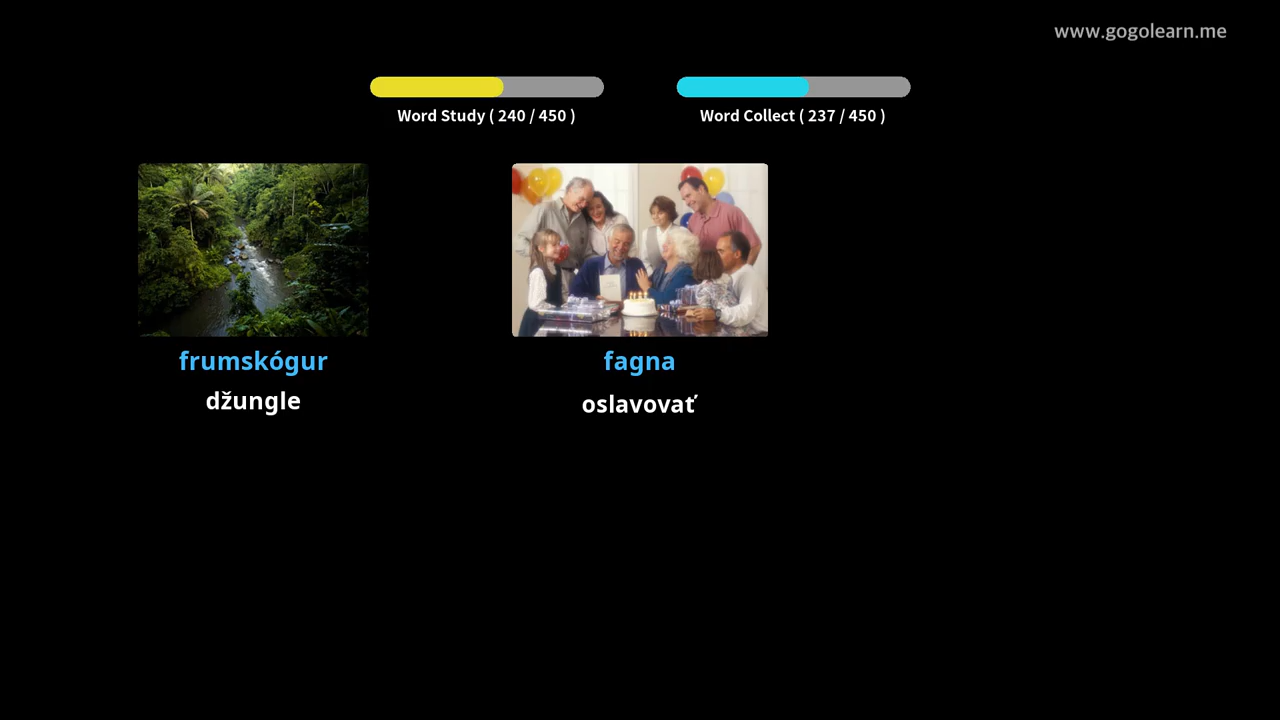 www.gogolearn.me
Word Study ( 240 / 450 )
Word Collect ( 237 / 450 )
frumskógur
džungle
fagna
oslavovať